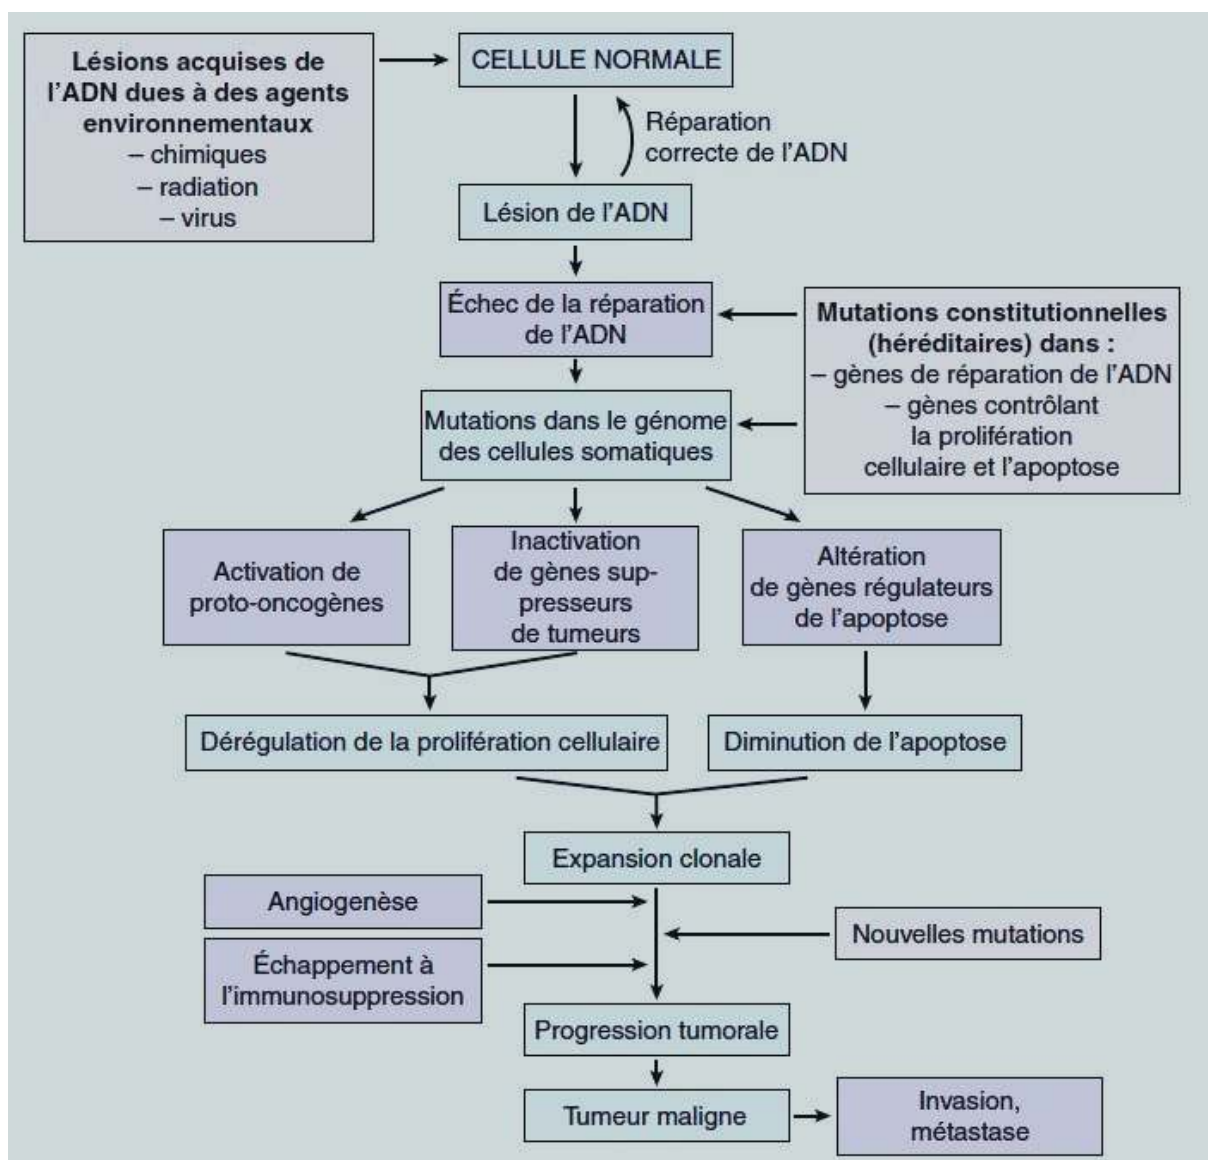 Lésions acquises de
l'ADN dues à des agents
environnementaux
– chimiques
– radiation
– virus
CELLULE NORMALE
Réparation
correcte de l'ADN
Lésion de l'ADN
Échec de la réparation
de l'ADN
Mutations constitutionnelles
(héréditaires) dans :
– gènes de réparation de l'ADN
– gènes contrôlant
la prolifération
cellulaire et l'apoptose
Mutations dans le génome
des cellules somatiques
Activation de
proto-oncogènes
Inactivation
de gènes sup-
presseurs
de tumeurs
Altération
de gènes régulateurs
de l'apoptose
Dérégulation de la prolifération cellulaire
Diminution de l'apoptose
Expansion clonale
Angiogenèse
Nouvelles mutations
Échappement à
l'immunosuppression
Progression tumorale
Tumeur maligne
Invasion,
métastase